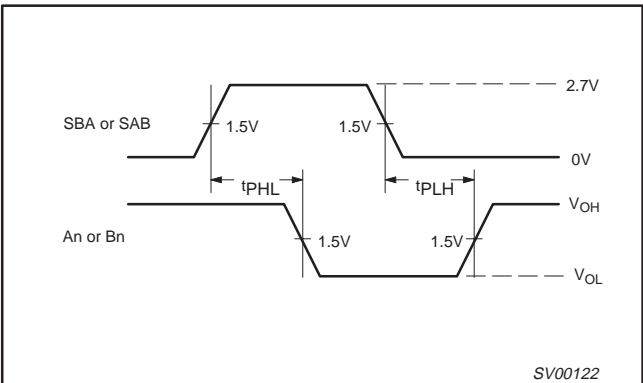 2.7V
SBA or SAB
1.5V
1.5V
0V
tPHL
tPLH
VOH
An or Bn
1.5V
1.5V
VOL
SV00122